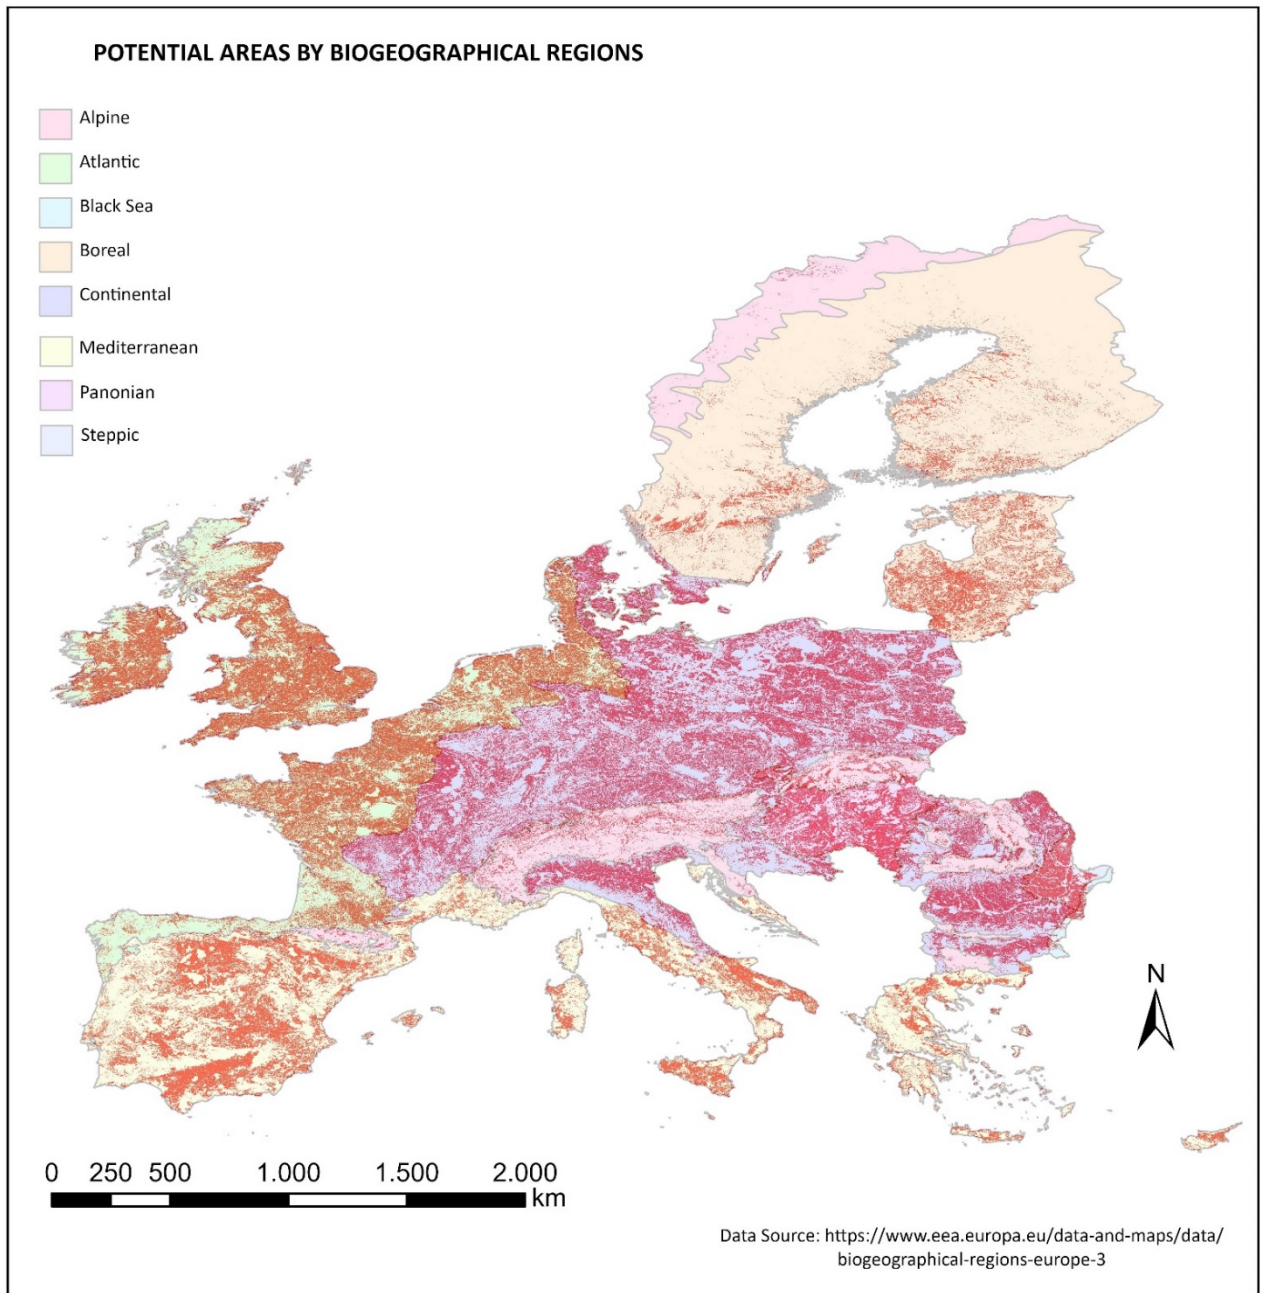 POTENTIAL AREAS BY BIOGEOGRAPHICAL REGIONS
Alpine
Atlantic
Black Sea
Boreal
Continental
Mediterranean
Panonian
Steppic
N
0 250 500 1.000 1.500 2.000
km
Data Source: https://www.eea.europa.eu/data-and-maps/data/
biogeographical-regions-europe-3